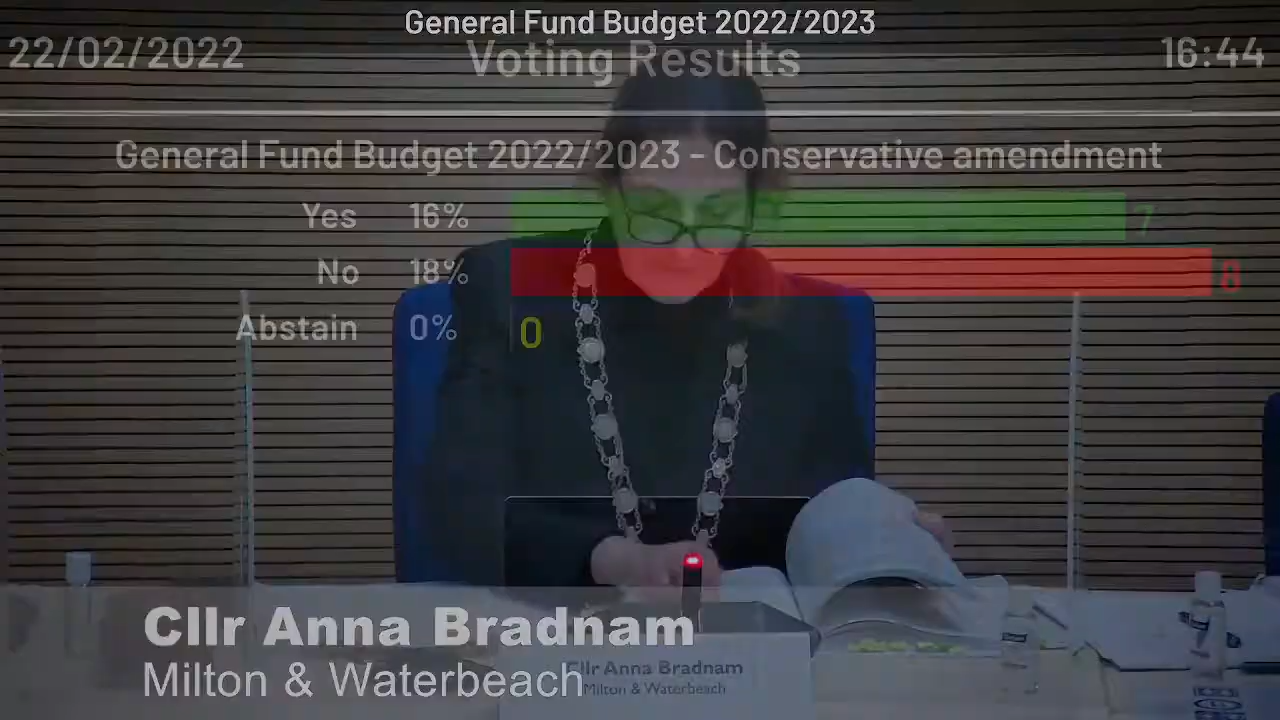 General Fund Budget 2022/2023
22/02/2022
Voting Results
16:44
General Fund Budget 2022/2023 - Conservative amendment
Yes 16% 7
No 18% 8
Abstain 0% 0
Cllr Anna Bradnam
Milton & Waterbeach
Cllr Anna Bradnam
Milton & Waterbeach